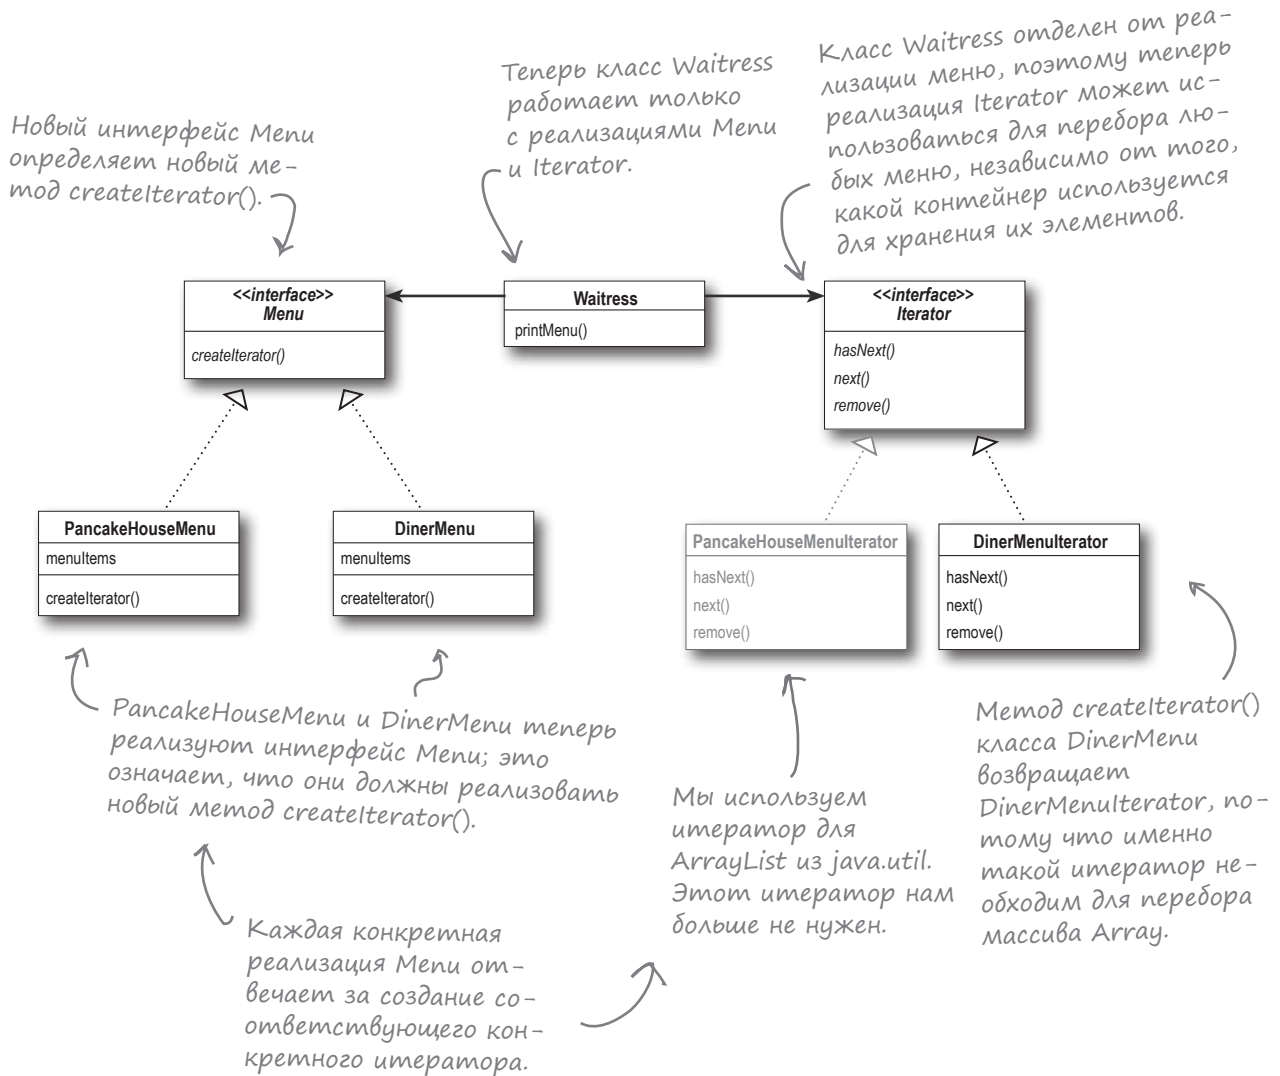 Новый интерфейс Menu
определяет новый ме-
тод createIterator().
Теперь класс Waitress
работает только
с реализациями Menu
и Iterator.
Класс Waitress отделен от реа-
лизации меню, поэтому теперь
реализация Iterator может ис-
пользоваться для перебора лю-
бых меню, независимо от того,
какой контейнер используется
для хранения их элементов.
<<interface>>
Menu
createIterator()
Waitress
printMenu()
<<interface>>
Iterator
hasNext()
next()
remove()
PancakeHouseMenu
menuItems
createIterator()
DinerMenu
menuItems
createIterator()
PancakeHouseMenuIterator
hasNext()
next()
remove()
DinerMenuIterator
hasNext()
next()
remove()
PancakeHouseMenu и DinerMenu теперь
реализуют интерфейс Menu; это
означает, что они должны реализовать
новый метод createIterator().
Каждая конкретная
реализация Menu от-
вечает за создание со-
ответствующего кон-
кретного итератора.
Мы используем
итератор для
ArrayList из java.util.
Этот итератор нам
больше не нужен.
Метод createIterator()
класса DinerMenu
возвращает
DinerMenuIterator, по-
тому что именно
такой итератор не-
обходим для перебора
массива Array.